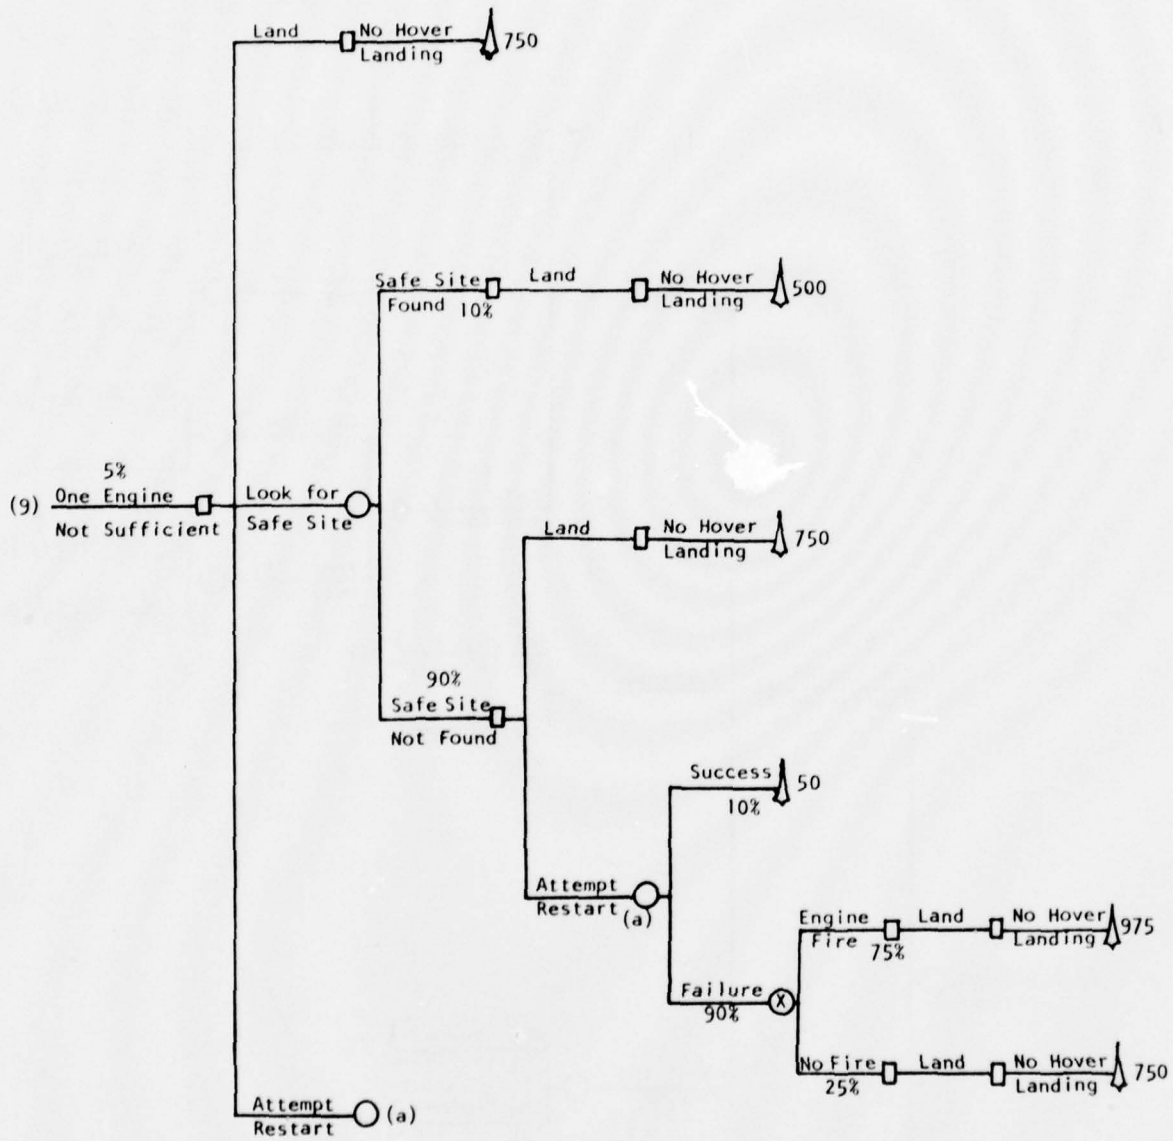 Land
No Hover
Landing
750
Safe Site
Found 10%
Land
No Hover
Landing
500
5%
(9) One Engine
Not Sufficient
Look for
Safe Site
Land
No Hover
Landing
750
90%
Safe Site
Not Found
Success
10%
50
Attempt
Restart (a)
Engine
Fire 75%
Land
No Hover
Landing
975
Failure
90%
X
No Fire
25%
Land
No Hover
Landing
750
Attempt
Restart
(a)